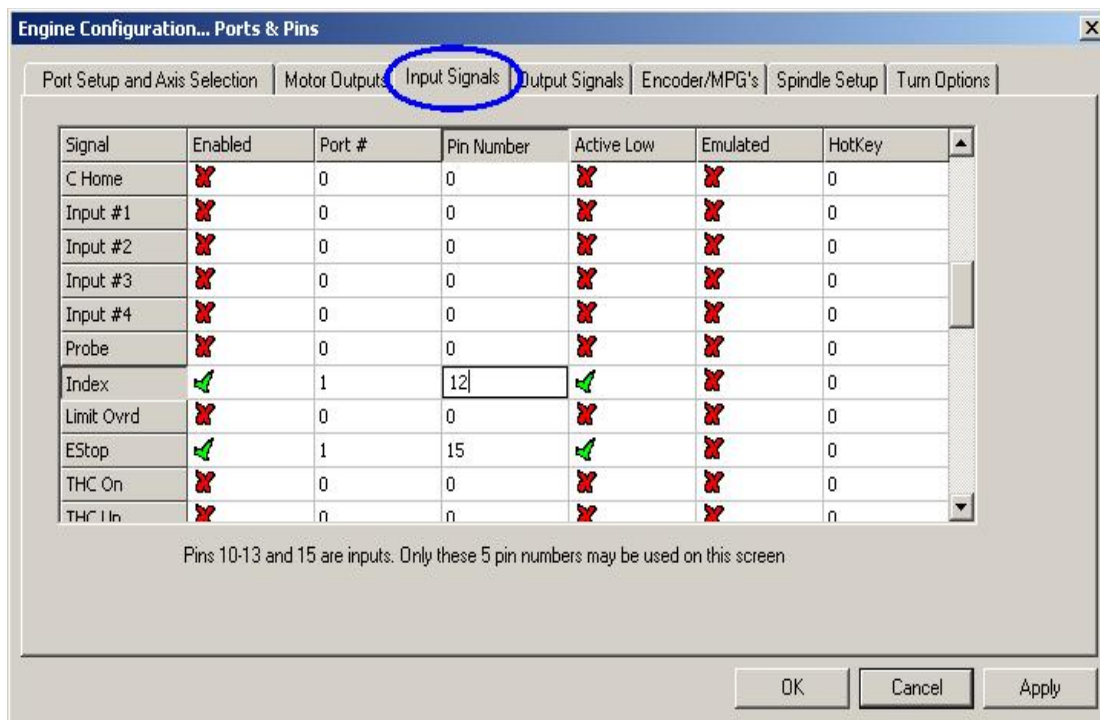 Engine Configuration... Ports & Pins
Port Setup and Axis Selection Motor Outputs Input Signals Output Signals Encoder/MPG's Spindle Setup Turn Options
Signal Enabled Port # Pin Number Active Low Emulated HotKey
C Home 0 0 0
Input #1 0 0 0
Input #2 0 0 0
Input #3 0 0 0
Input #4 0 0 0
Probe 0 0 0
Index 1 12 0
Limit Ovrd 0 0 0
EStop 1 15 0
THC On 0 0 0
THC Up 0 0 0
Pins 10-13 and 15 are inputs. Only these 5 pin numbers may be used on this screen
OK Cancel Apply